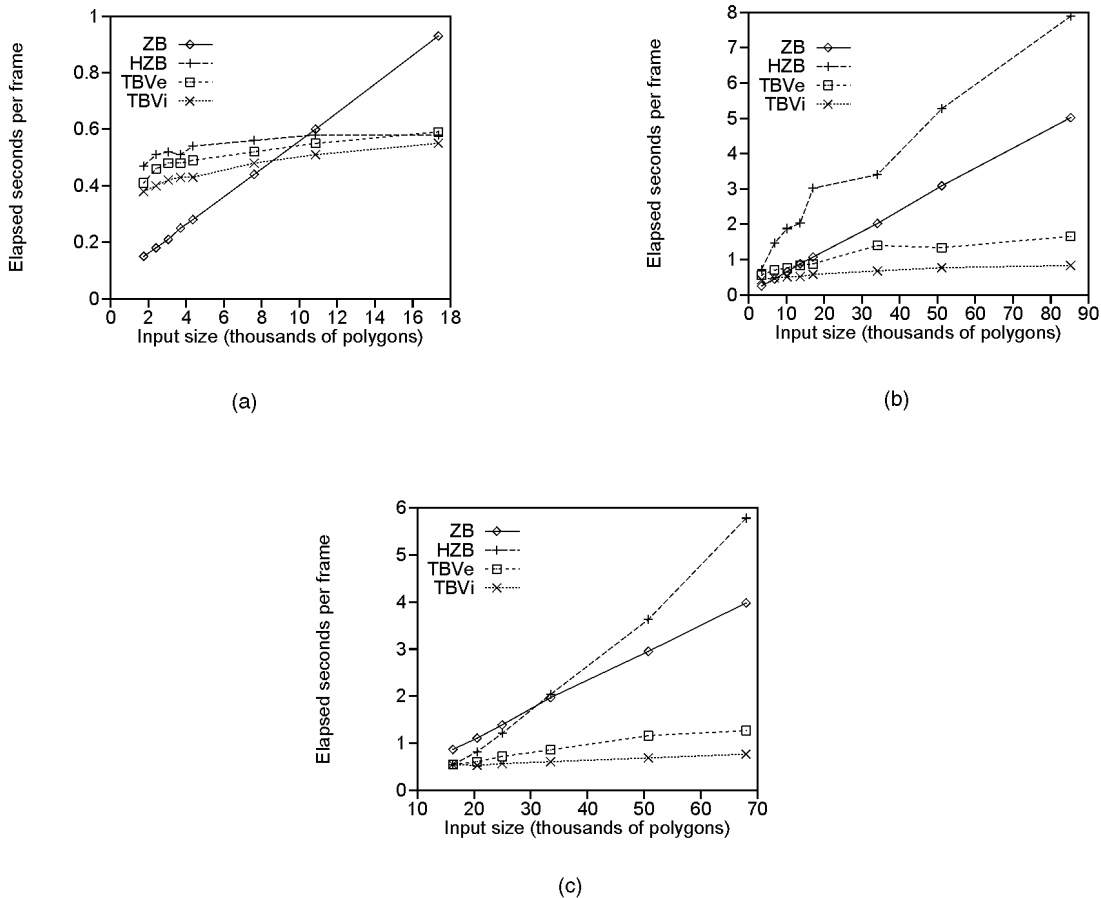 1
0.8
0.6
0.4
0.2
0
Elapsed seconds per frame
ZB
HZB
TBVe
TBVi
0 2 4 6 8 10 12 14 16 18
Input size (thousands of polygons)
(a)
8
7
6
5
4
3
2
1
0
Elapsed seconds per frame
ZB
HZB
TBVe
TBVi
0 10 20 30 40 50 60 70 80 90
Input size (thousands of polygons)
(b)
6
5
4
3
2
1
0
Elapsed seconds per frame
ZB
HZB
TBVe
TBVi
10 20 30 40 50 60 70
Input size (thousands of polygons)
(c)